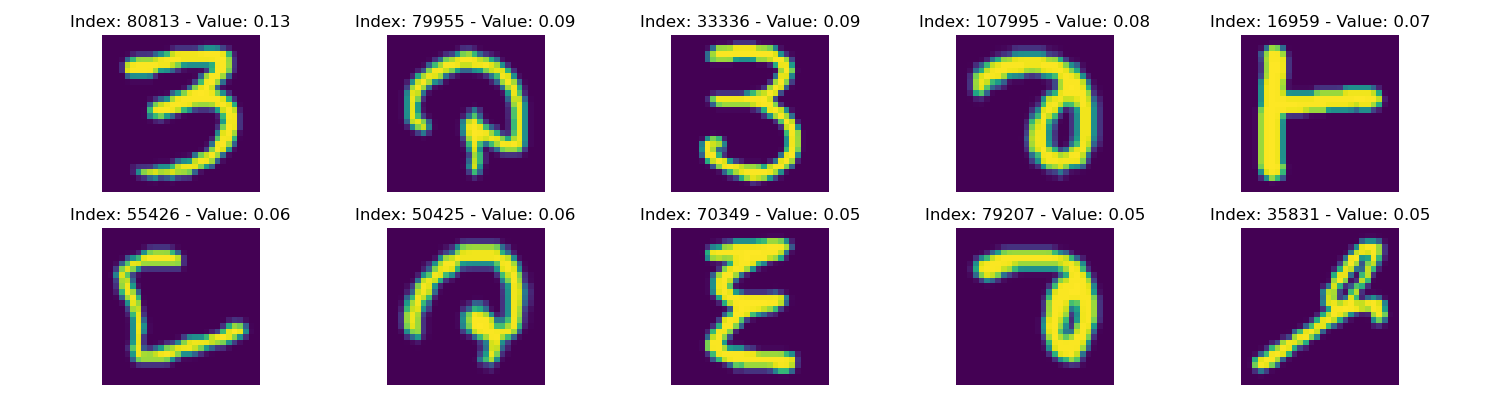 Index: 80813 - Value: 0.13 Index: 79955 - Value: 0.09 Index: 33336 - Value: 0.09 Index: 107995 - Value: 0.08 Index: 16959 - Value: 0.07
3 3
Index: 55426 - Value: 0.06 Index: 50425 - Value: 0.06 Index: 70349 - Value: 0.05 Index: 79207 - Value: 0.05 Index: 35831 - Value: 0.05